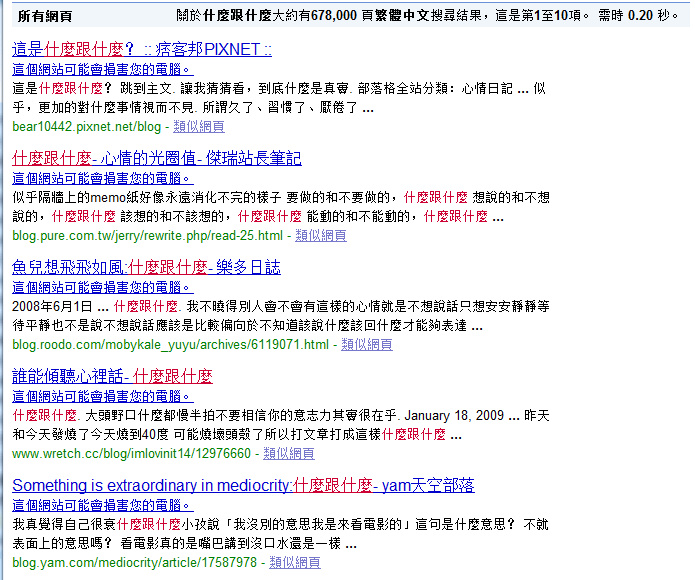 所有網頁 關於什麼跟什麼大約有678,000 頁繁體中文搜尋結果，這是第1至10項。 需時 0.20 秒。
這是什麼跟什麼？ :: 痞客邦PIXNET ::
這個網站可能會損害您的電腦。
這是什麼跟什麼? 跳到主文. 讓我猜猜看，到底什麼是真實. 部落格全站分類：心情日記 ... 似
乎，更加的對什麼事情視而不見. 所謂久了、習慣了、厭倦了 ...
bear10442.pixnet.net/blog - 類似網頁
什麼跟什麼- 心情的光圈值- 傑瑞站長筆記
這個網站可能會損害您的電腦。
似乎隔牆上的memo紙好像永遠消化不完的樣子 要做的和不要做的，什麼跟什麼 想說的和不想
說的，什麼跟什麼 該想的和不該想的，什麼跟什麼 能動的和不能動的，什麼跟什麼 ...
blog.pure.com.tw/jerry/rewrite.php/read-25.html - 類似網頁
魚兒想飛飛如風:什麼跟什麼- 樂多日誌
這個網站可能會損害您的電腦。
2008年6月1日 ... 什麼跟什麼. 我不曉得別人會不會有這樣的心情就是不想說話只想安安靜靜等
待平靜也不是說不想說話應該是比較偏向於不知道該說什麼該回什麼才能夠表達 ...
blog.roodo.com/mobykale_yuyu/archives/6119071.html - 類似網頁
誰能傾聽心裡話- 什麼跟什麼
這個網站可能會損害您的電腦。
什麼跟什麼. 大頭野口什麼都慢半拍不要相信你的意志力其實很在乎. January 18, 2009 ... 昨天
和今天發燒了今天燒到40度 可能燒壞頭殼了所以打文章打成這樣什麼跟什麼 ...
www.wretch.cc/blog/imlovinit14/12976660 - 類似網頁
Something is extraordinary in mediocrity:什麼跟什麼- yam天空部落
這個網站可能會損害您的電腦。
我真覺得自己很衰什麼跟什麼小孩說「我沒別的意思我是來看電影的」這句是什麼意思? 不就
表面上的意思嗎? 看電影真的是嘴巴講到沒口水還是一樣 ...
blog.yam.com/mediocrity/article/17587978 - 類似網頁